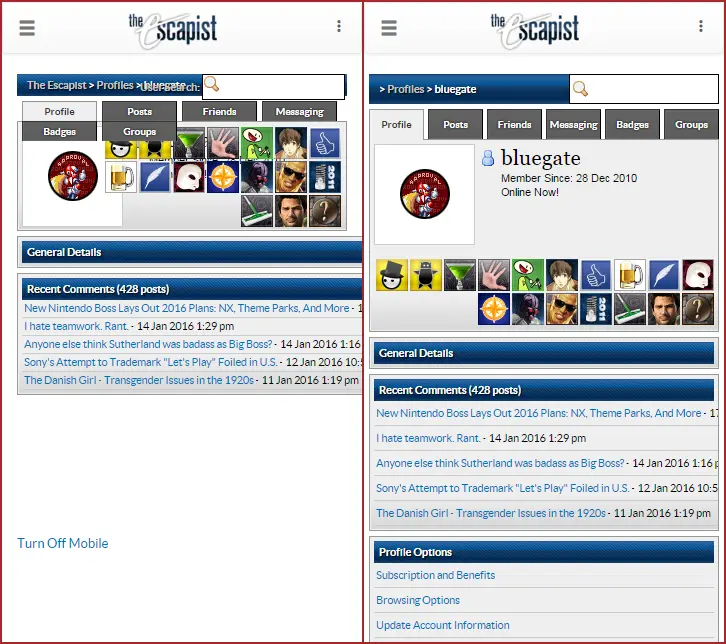 the escapist
The Escapist > Profiles > bluegate
User Search:
Profile
Posts
Friends
Messaging
Badges
Groups
2011
General Details
Recent Comments (428 posts)
New Nintendo Boss Lays Out 2016 Plans: NX, Theme Parks, And More - 1
I hate teamwork. Rant. - 14 Jan 2016 1:29 pm
Anyone else think Sutherland was badass as Big Boss? - 14 Jan 2016 1:16
Sony's Attempt to Trademark "Let's Play" Foiled in U.S. - 12 Jan 2016 10:5
The Danish Girl - Transgender Issues in the 1920s - 11 Jan 2016 1:19 pm
Turn Off Mobile
the escapist
> Profiles > bluegate
Profile
Posts
Friends
Messaging
Badges
Groups
bluegate
Member Since: 28 Dec 2010
Online Now!
2011
General Details
Recent Comments (428 posts)
New Nintendo Boss Lays Out 2016 Plans: NX, Theme Parks, And More - 17
I hate teamwork. Rant. - 14 Jan 2016 1:29 pm
Anyone else think Sutherland was badass as Big Boss? - 14 Jan 2016 1:16 p
Sony's Attempt to Trademark "Let's Play" Foiled in U.S. - 12 Jan 2016 10:5
The Danish Girl - Transgender Issues in the 1920s - 11 Jan 2016 1:19 pm
Profile Options
Subscription and Benefits
Browsing Options
Update Account Information